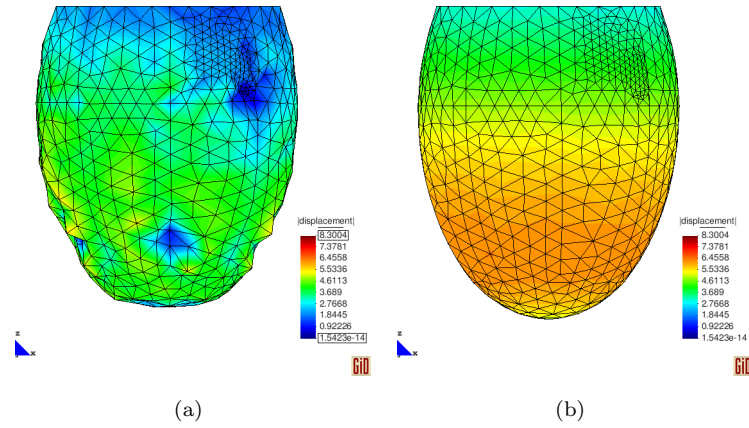 |displacement|
8.3004
7.3781
6.4558
5.5336
4.6113
3.689
2.7668
1.8445
0.92226
1.5423e-14
z
x
GiD
(a)
|displacement|
8.3004
7.3781
6.4558
5.5336
4.6113
3.689
2.7668
1.8445
0.92226
1.5423e-14
z
x
GiD
(b)